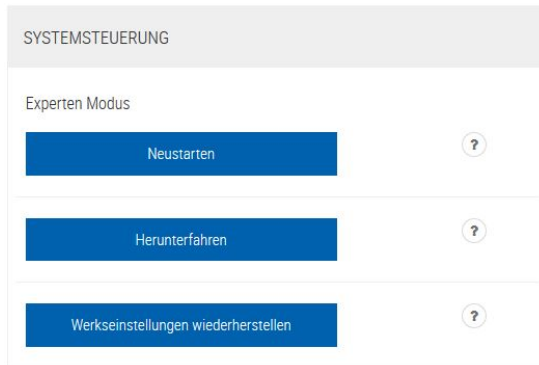 SYSTEMSTEUERUNG
Experten Modus
Neustarten
?
Herunterfahren
?
Werkseinstellungen wiederherstellen
?